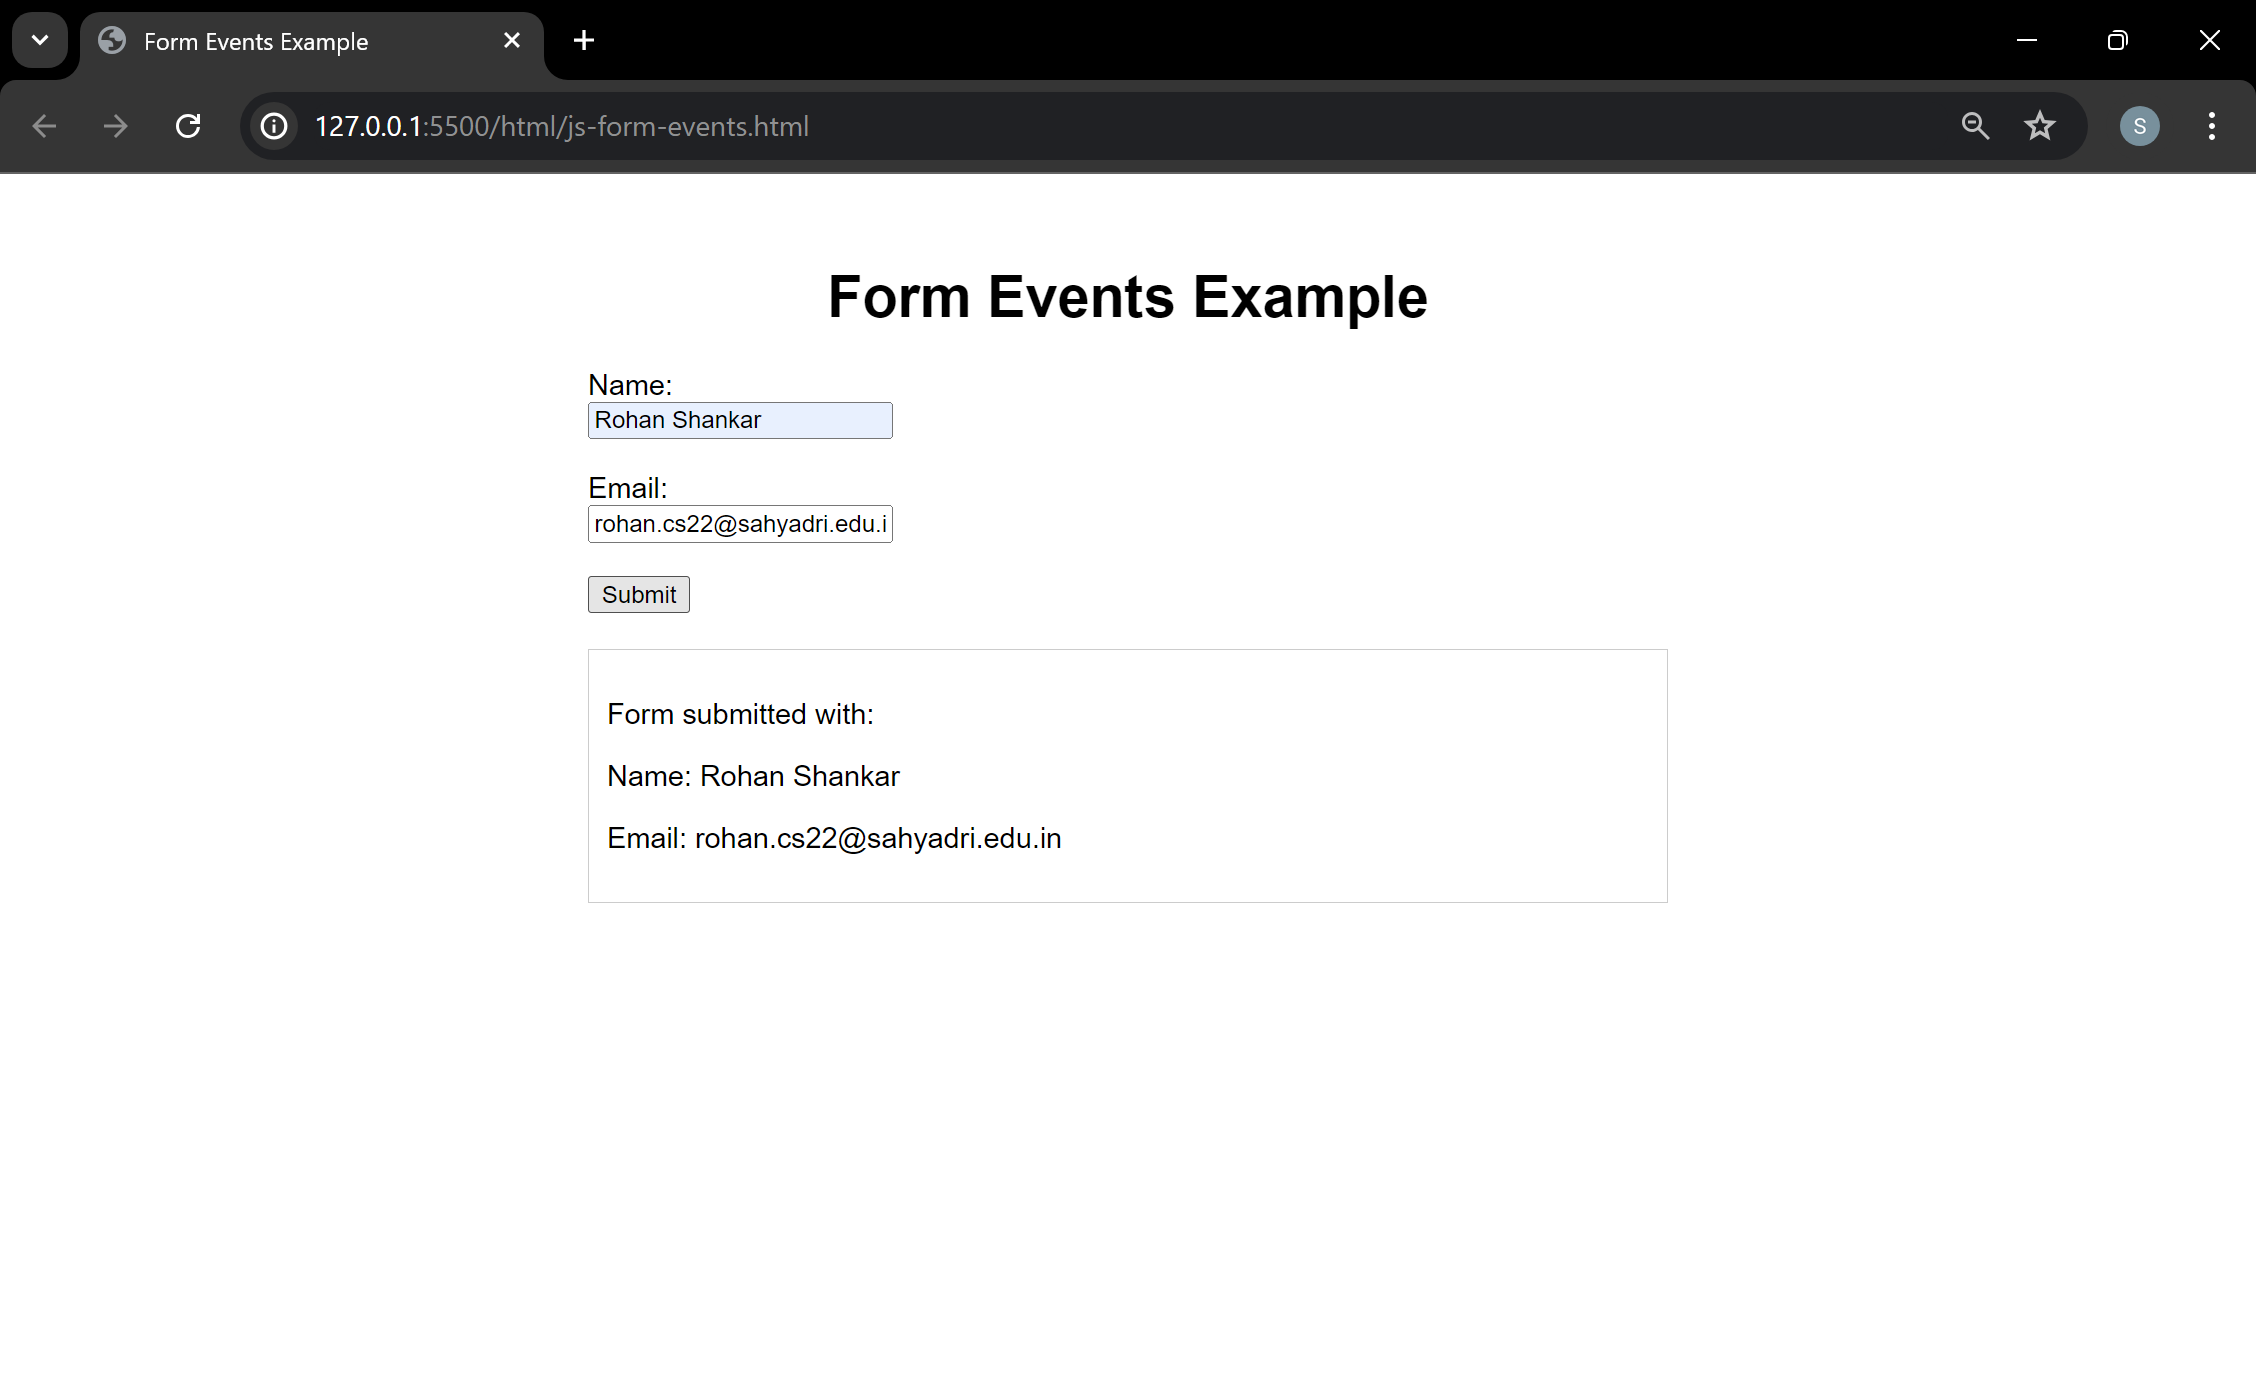 Form Events Example
127.0.0.1:5500/html/js-form-events.html
S
Form Events Example
Name:
Rohan Shankar
Email:
rohan.cs22@sahyadri.edu.i
Submit
Form submitted with:
Name: Rohan Shankar
Email: rohan.cs22@sahyadri.edu.in